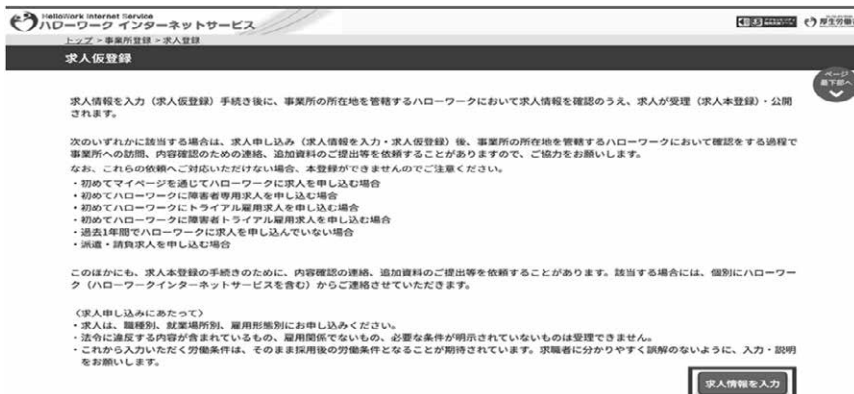 HelloWork Internet Service
ハローワーク インターネットサービス
トップ > 事業所登録 > 求人登録
求人仮登録
ページ
最下部へ
求人情報を入力（求人仮登録）手続き後に、事業所の所在地を管轄するハローワークにおいて求人情報を確認のうえ、求人が受理（求人本登録）・公開
されます。
次のいずれかに該当する場合は、求人申し込み（求人情報を入力・求人仮登録）後、事業所の所在地を管轄するハローワークにおいて確認をする過程で
事業所への訪問、内容確認のための連絡、追加資料のご提出等を依頼することがありますので、ご協力をお願いします。
なお、これらの依頼へご対応いただけない場合、本登録ができませんのでご注意ください。
・初めてマイページを通じてハローワークに求人を申し込む場合
・初めてハローワークに障害者専用求人を申し込む場合
・初めてハローワークにトライアル雇用求人を申し込む場合
・初めてハローワークに障害者トライアル雇用求人を申し込む場合
・過去1年間でハローワークに求人を申し込んでいない場合
・派遣・請負求人を申し込む場合
このほかにも、求人本登録の手続きのために、内容確認の連絡、追加資料のご提出等を依頼することがあります。該当する場合には、個別にハローワー
ク（ハローワークインターネットサービスを含む）からご連絡させていただきます。
〈求人申し込みにあたって〉
・求人は、職種別、就業場所別、雇用形態別にお申し込みください。
・法令に違反する内容が含まれているもの、雇用関係でないもの、必要な条件が明示されていないものは受理できません。
・これから入力いただく労働条件は、そのまま採用後の労働条件となることが期待されています。求職者に分かりやすく誤解のないように、入力・説明
をお願いします。
求人情報を入力